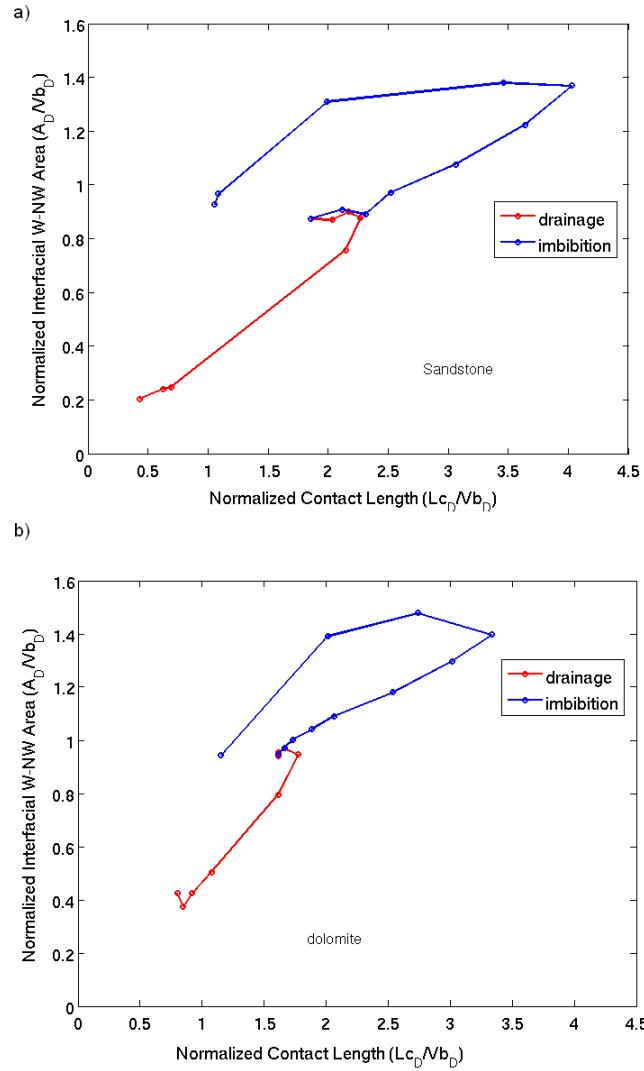 a)
1.6
1.4
1.2
1
0.8
0.6
0.4
0.2
0
Normalized Interfacial W-NW Area (A_D/Vb_D)
drainage
imbibition
Sandstone
0 0.5 1 1.5 2 2.5 3 3.5 4 4.5
Normalized Contact Length (Lc_D/Vb_D)
b)
1.6
1.4
1.2
1
0.8
0.6
0.4
0.2
0
Normalized Interfacial W-NW Area (A_D/Vb_D)
drainage
imbibition
dolomite
0 0.5 1 1.5 2 2.5 3 3.5 4 4.5
Normalized Contact Length (Lc_D/Vb_D)